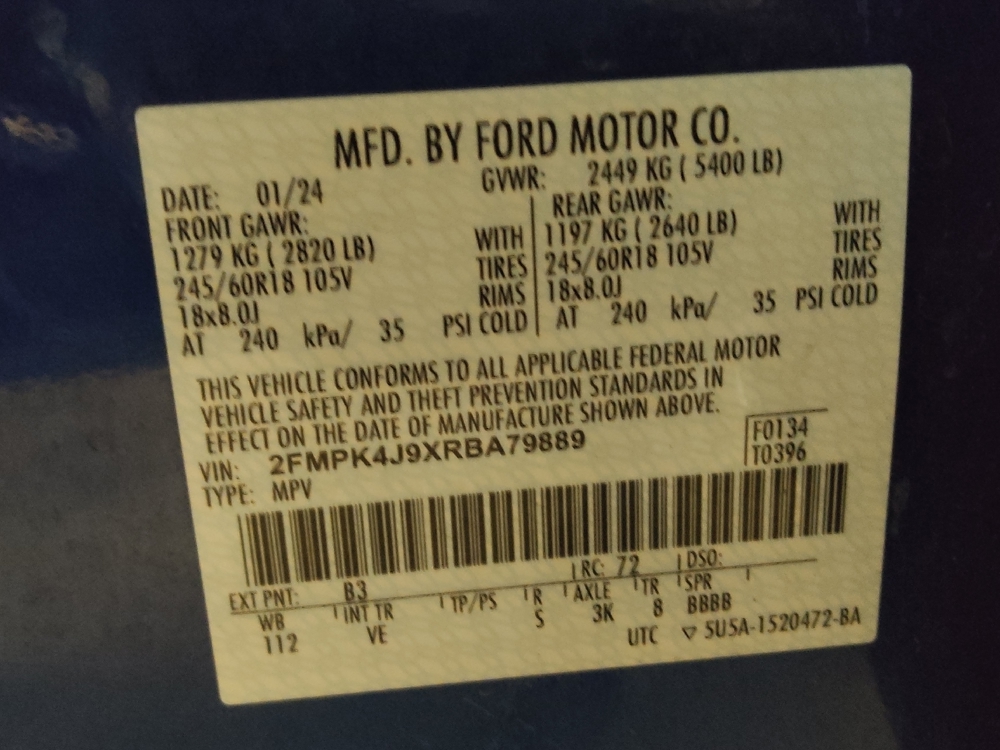 MFD. BY FORD MOTOR CO.
DATE: 01/24 GVWR: 2449 KG ( 5400 LB)
FRONT GAWR: REAR GAWR:
1279 KG ( 2820 LB) WITH 1197 KG ( 2640 LB) WITH
245/60R18 105V TIRES 245/60R18 105V TIRES
18x8.0J RIMS 18x8.0J RIMS
AT 240 kPa/ 35 PSI COLD AT 240 kPa/ 35 PSI COLD
THIS VEHICLE CONFORMS TO ALL APPLICABLE FEDERAL MOTOR
VEHICLE SAFETY AND THEFT PREVENTION STANDARDS IN
EFFECT ON THE DATE OF MANUFACTURE SHOWN ABOVE.
VIN: 2FMPK4J9XRBA79889 F0134
TYPE: MPV T0396
EXT PNT: B3 RC: 72 DSO:
WB INT TR TP/PS R AXLE TR SPR
112 VE S 3K 8 BBBB
UTC ▽ 5U5A-1520472-BA